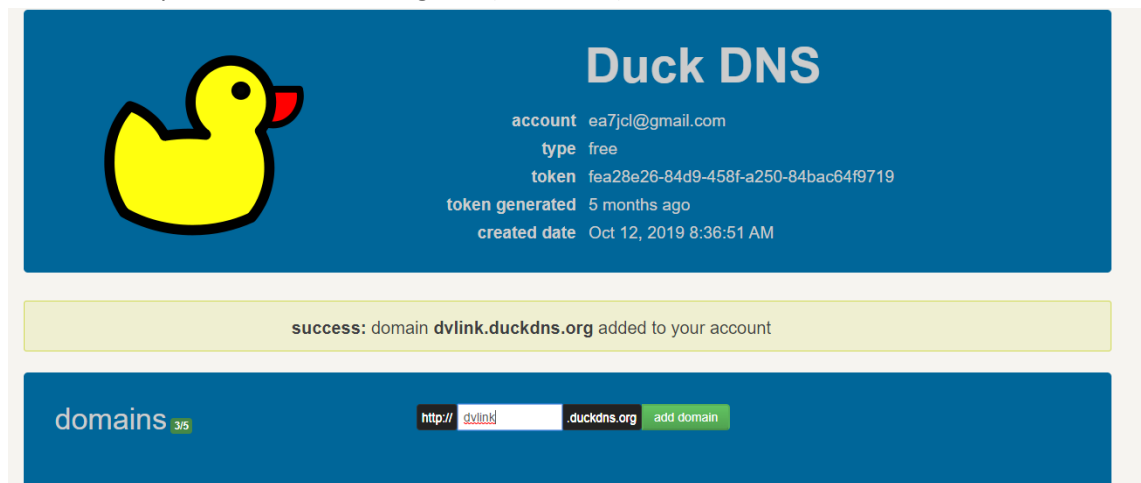 Duck DNS
account ea7jcl@gmail.com
type free
token fea28e26-84d9-458f-a250-84bac64f9719
token generated 5 months ago
created date Oct 12, 2019 8:36:51 AM
success: domain dvlink.duckdns.org added to your account
domains 3/5 http:// dvlink .duckdns.org add domain